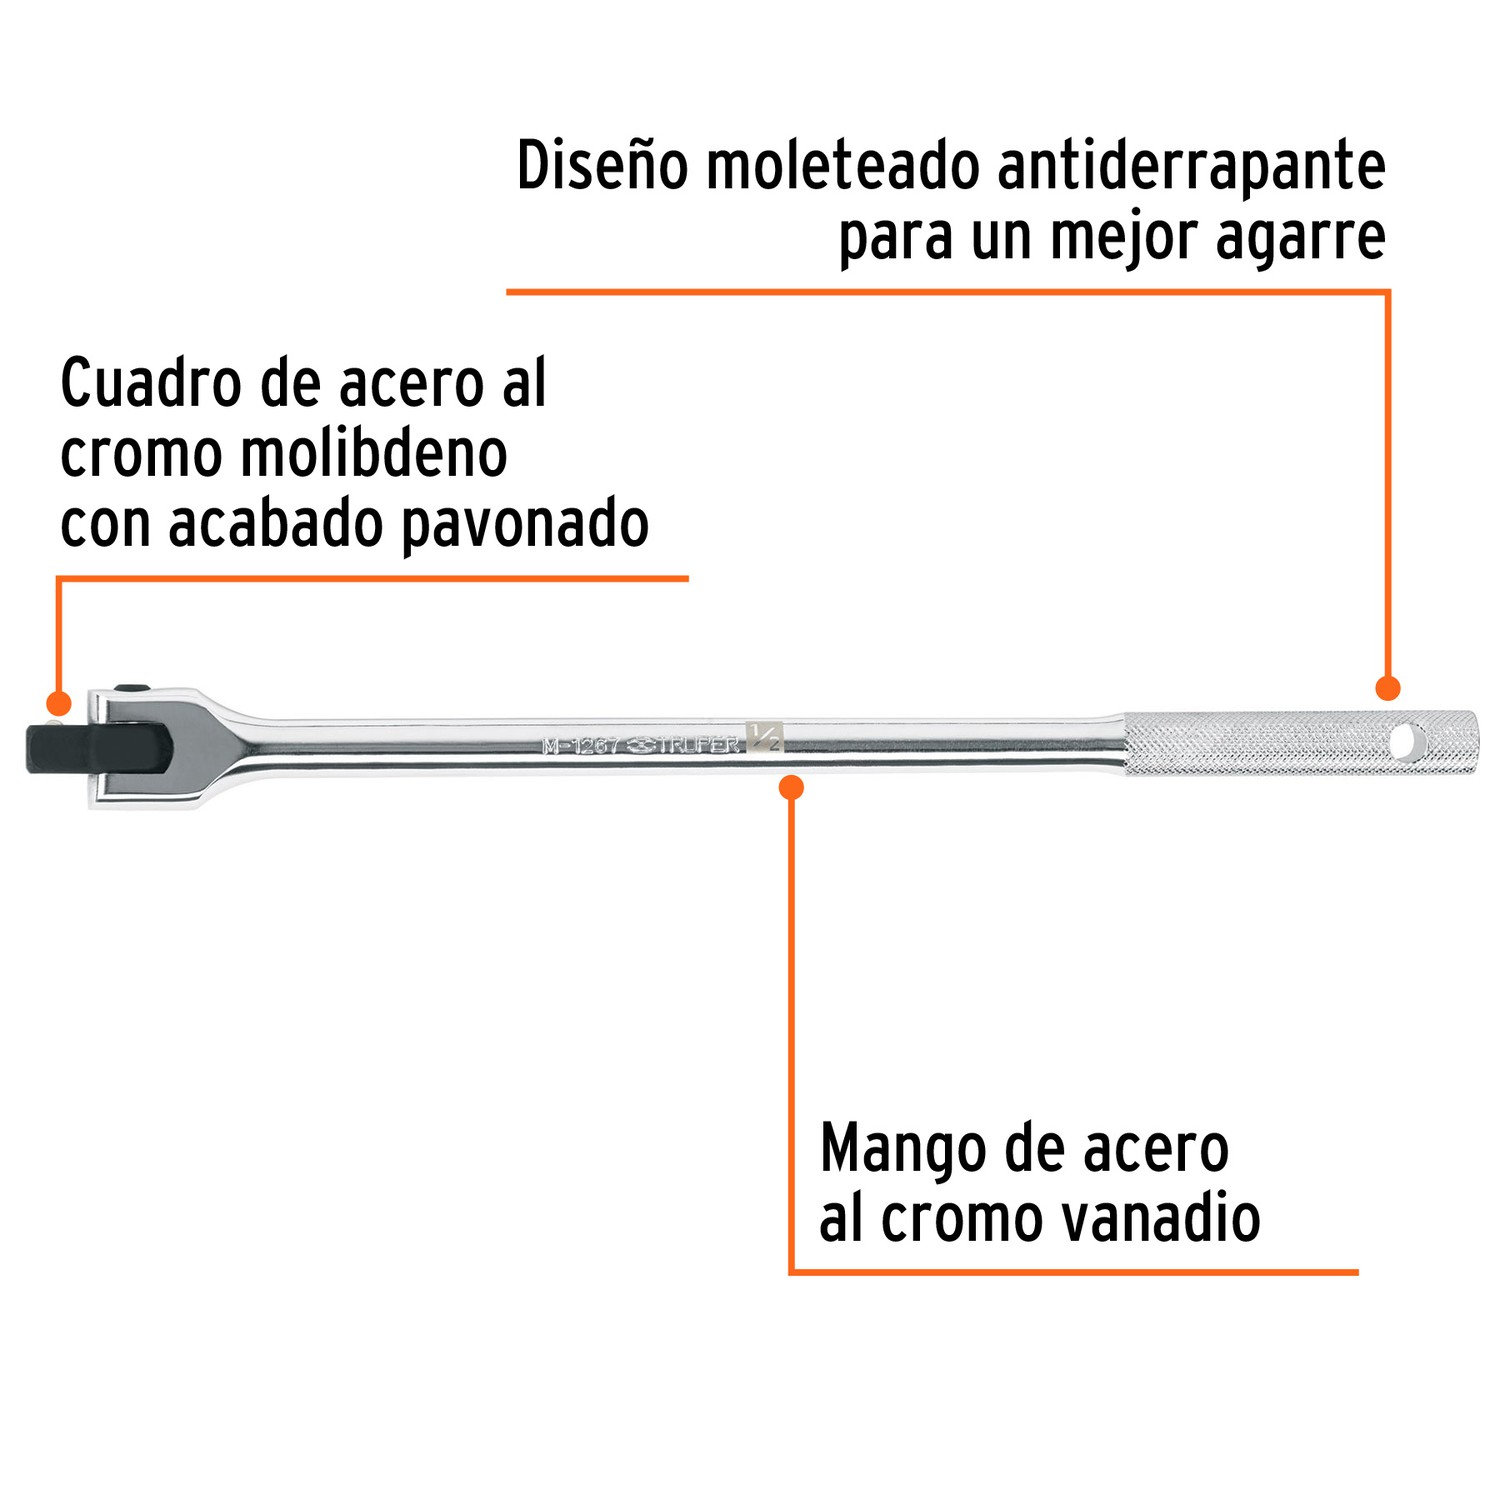 Diseño moleteado antiderrapante
para un mejor agarre
Cuadro de acero al
cromo molibdeno
con acabado pavonado
M-1267 TRUPER 1/2
Mango de acero
al cromo vanadio